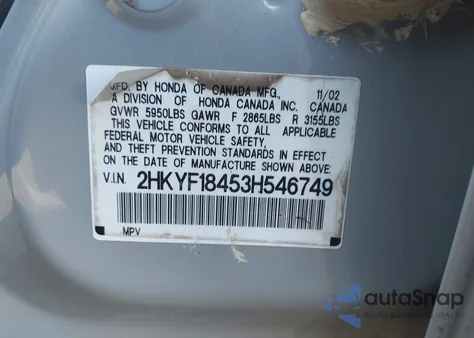 MFD. BY HONDA OF CANADA MFG., 11/02
A DIVISION OF HONDA CANADA INC. CANADA
GVWR 5950LBS GAWR F 2865LBS R 3155LBS
THIS VEHICLE CONFORMS TO ALL APPLICABLE
FEDERAL MOTOR VEHICLE SAFETY, BUMPER,
AND THEFT PREVENTION STANDARDS IN EFFECT
ON THE DATE OF MANUFACTURE SHOWN ABOVE:
V.I.N. 2HKYF18453H546749
MPV
autoSnap